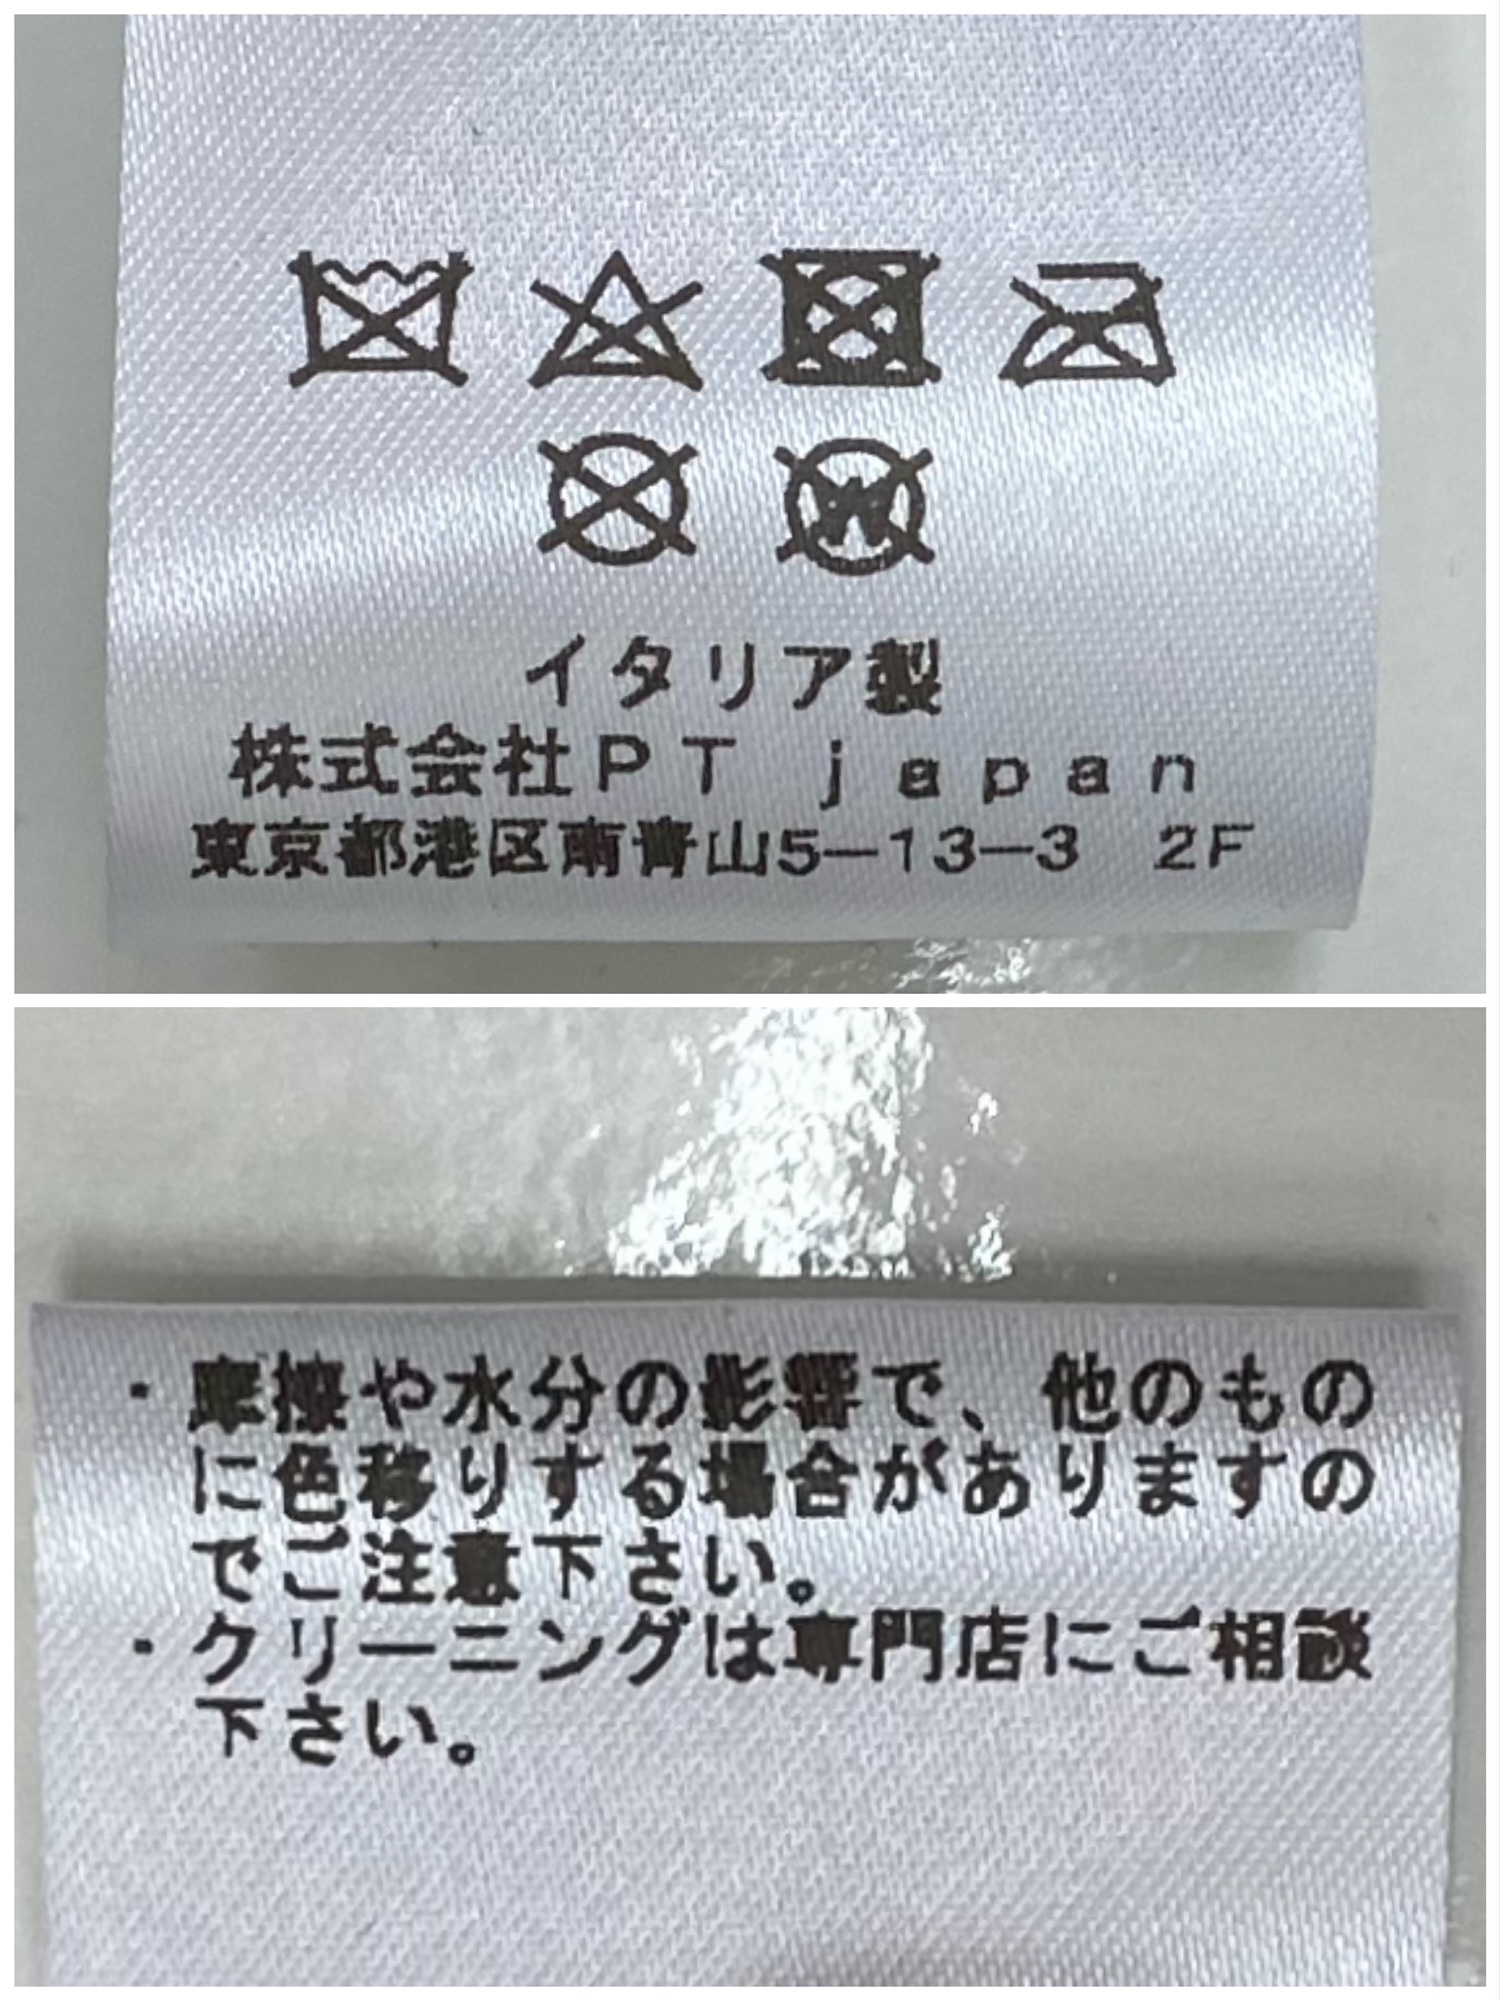 イタリア製
株式会社PT japan
東京都港区南青山5-13-3 2F
・摩擦や水分の影響で、他のもの
に色移りする場合がありますの
でご注意下さい。
・クリーニングは専門店にご相談
下さい。